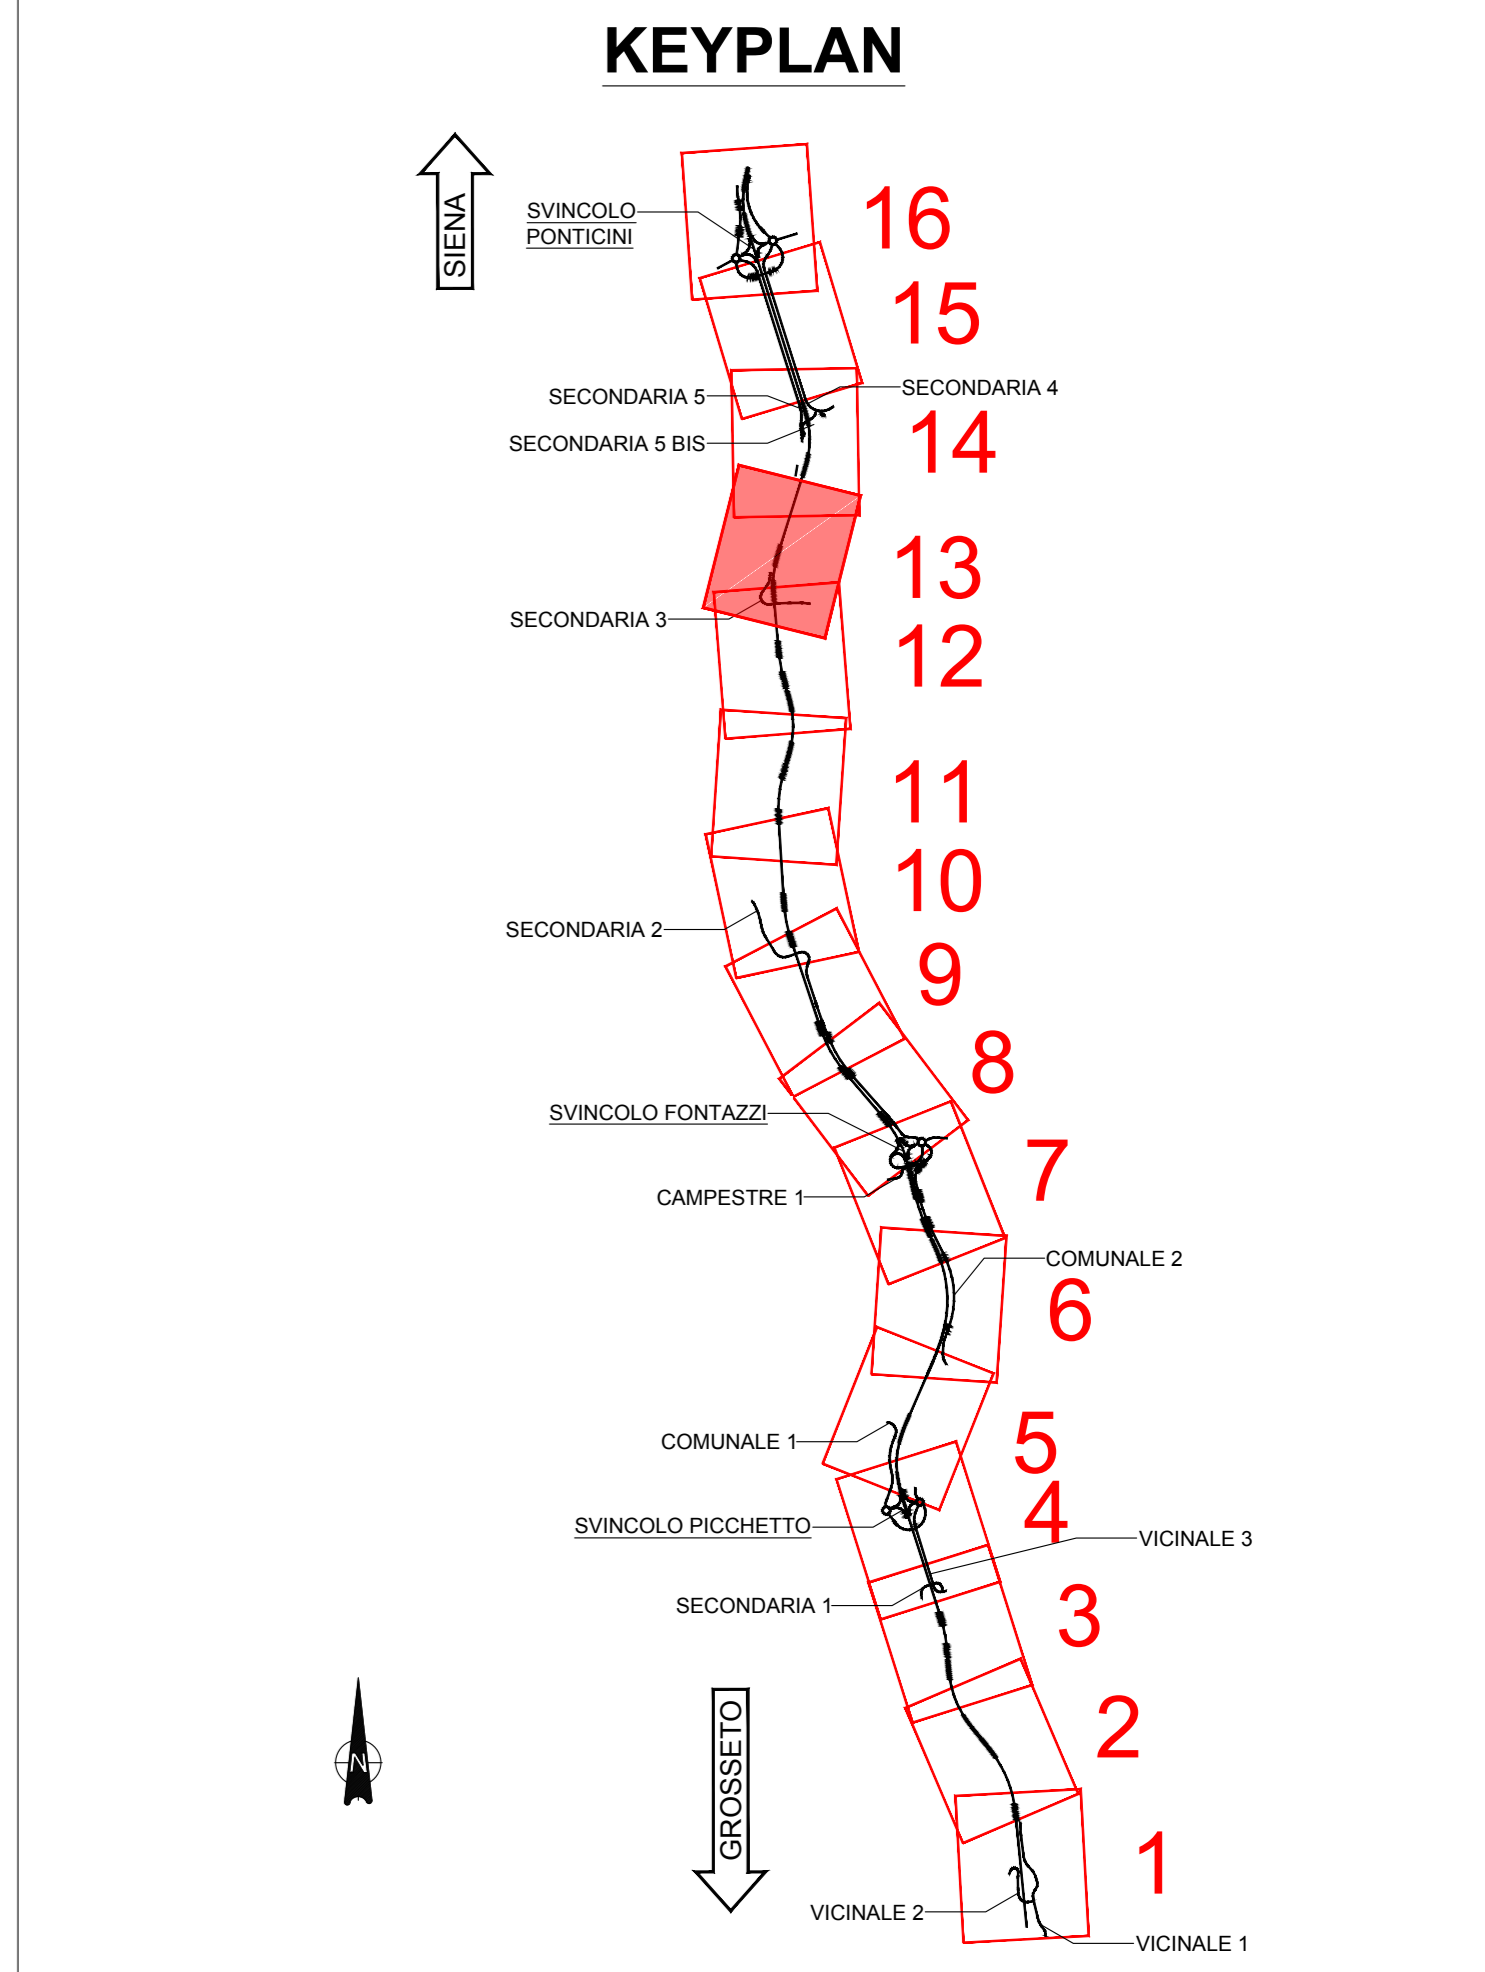 KEYPLAN
SIENA
SVINCOLO
PONTICINI
16
15
SECONDARIA 5
SECONDARIA 4
SECONDARIA 5 BIS
14
13
SECONDARIA 3
12
11
10
SECONDARIA 2
9
8
SVINCOLO FONTAZZI
7
CAMPESTRE 1
COMUNALE 2
6
COMUNALE 1
5
4
SVINCOLO PICCHETTO
VICINALE 3
SECONDARIA 1
3
2
N
GROSSETO
1
VICINALE 2
VICINALE 1